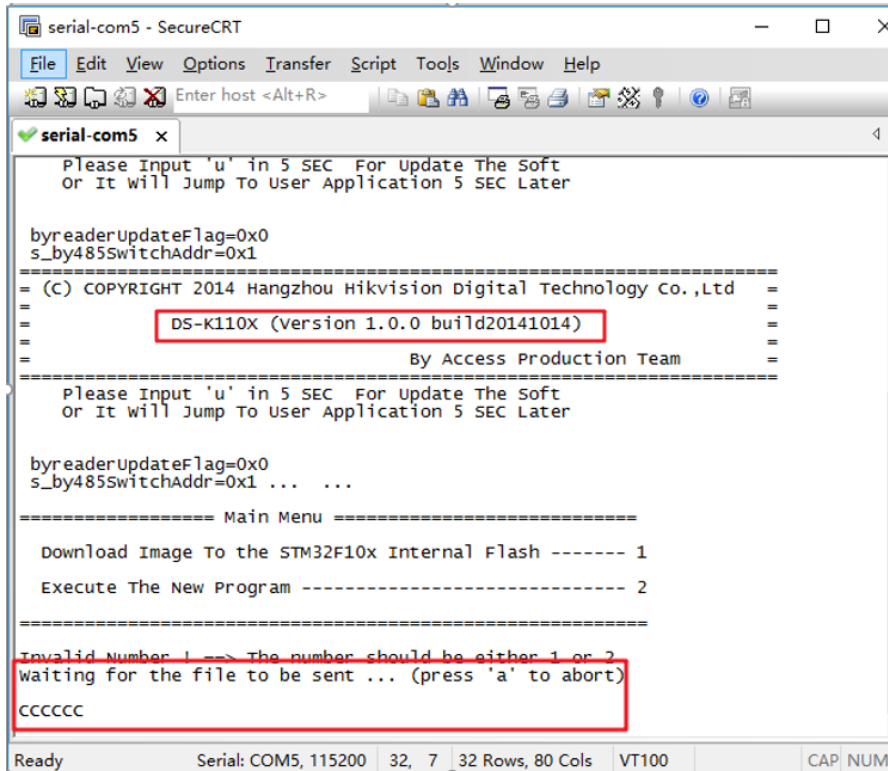 serial-com5 - SecureCRT
File Edit View Options Transfer Script Tools Window Help
Enter host <Alt+R>
serial-com5 x
Please Input 'u' in 5 SEC For Update The Soft
Or It Will Jump To User Application 5 SEC Later
byreaderUpdateFlag=0x0
s_by485SwitchAddr=0x1
==================================================================
= (C) COPYRIGHT 2014 Hangzhou Hikvision Digital Technology Co.,Ltd =
= =
= DS-K110X (Version 1.0.0 build20141014) =
= =
= By Access Production Team =
==================================================================
Please Input 'u' in 5 SEC For Update The Soft
Or It Will Jump To User Application 5 SEC Later
byreaderUpdateFlag=0x0
s_by485SwitchAddr=0x1 ... ...
================== Main Menu ============================
Download Image To the STM32F10x Internal Flash ------- 1
Execute The New Program ------------------------------ 2
==========================================================
Invalid Number ! ==> The number should be either 1 or 2
Waiting for the file to be sent ... (press 'a' to abort)
CCCCCC
Ready Serial: COM5, 115200 32, 7 32 Rows, 80 Cols VT100 CAP NUM